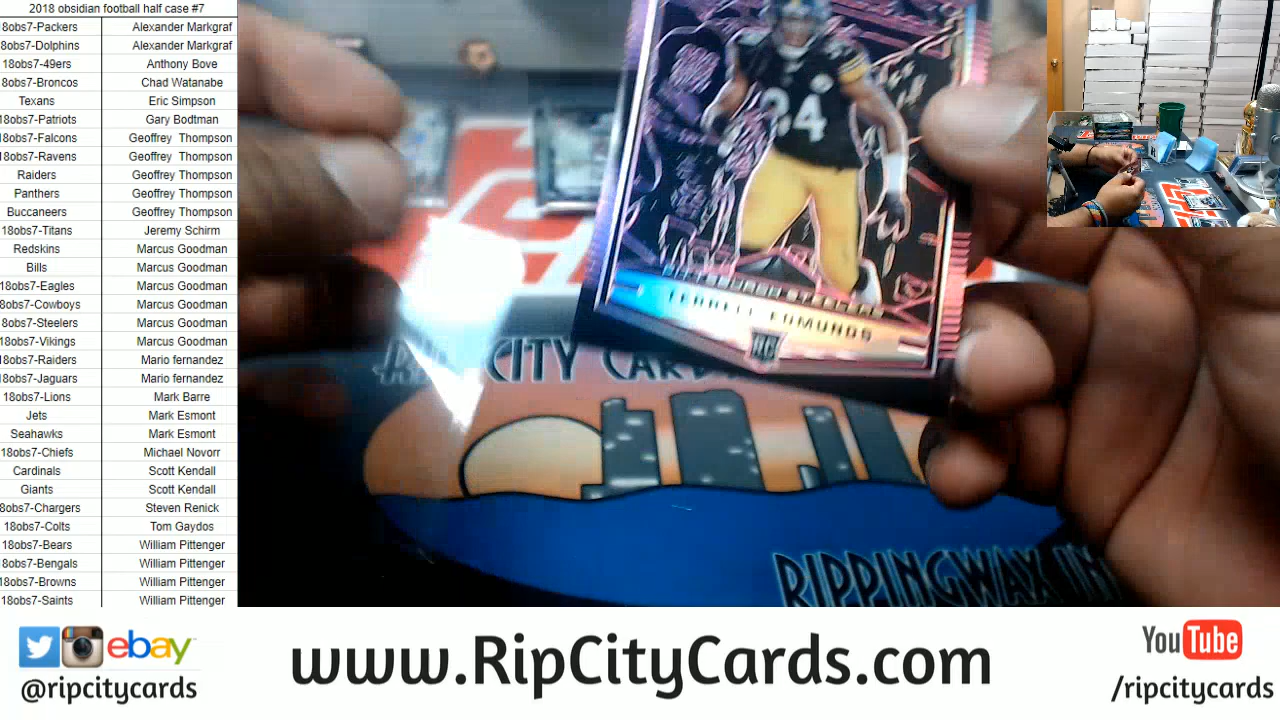 2018 obsidian football half case #7
8obs7-Packers Alexander Markgraf
8obs7-Dolphins Alexander Markgraf
18obs7-49ers Anthony Bove
8obs7-Broncos Chad Watanabe
Texans Eric Simpson
18obs7-Patriots Gary Bodtman
18obs7-Falcons Geoffrey Thompson
18obs7-Ravens Geoffrey Thompson
Raiders Geoffrey Thompson
Panthers Geoffrey Thompson
Buccaneers Geoffrey Thompson
18obs7-Titans Jeremy Schirm
Redskins Marcus Goodman
Bills Marcus Goodman
18obs7-Eagles Marcus Goodman
8obs7-Cowboys Marcus Goodman
8obs7-Steelers Marcus Goodman
18obs7-Vikings Marcus Goodman
18obs7-Raiders Mario fernandez
18obs7-Jaguars Mario fernandez
18obs7-Lions Mark Barre
Jets Mark Esmont
Seahawks Mark Esmont
18obs7-Chiefs Michael Novorr
Cardinals Scott Kendall
Giants Scott Kendall
8obs7-Chargers Steven Renick
18obs7-Colts Tom Gaydos
18obs7-Bears William Pittenger
8obs7-Bengals William Pittenger
18obs7-Browns William Pittenger
18obs7-Saints William Pittenger
34
PITTSBURGH STEELERS
TERRELL EDMUNDS
RIP CITY CARDS
RIPPINGWAX IN
ebay
@ripcitycards
www.RipCityCards.com
YouTube
/ripcitycards